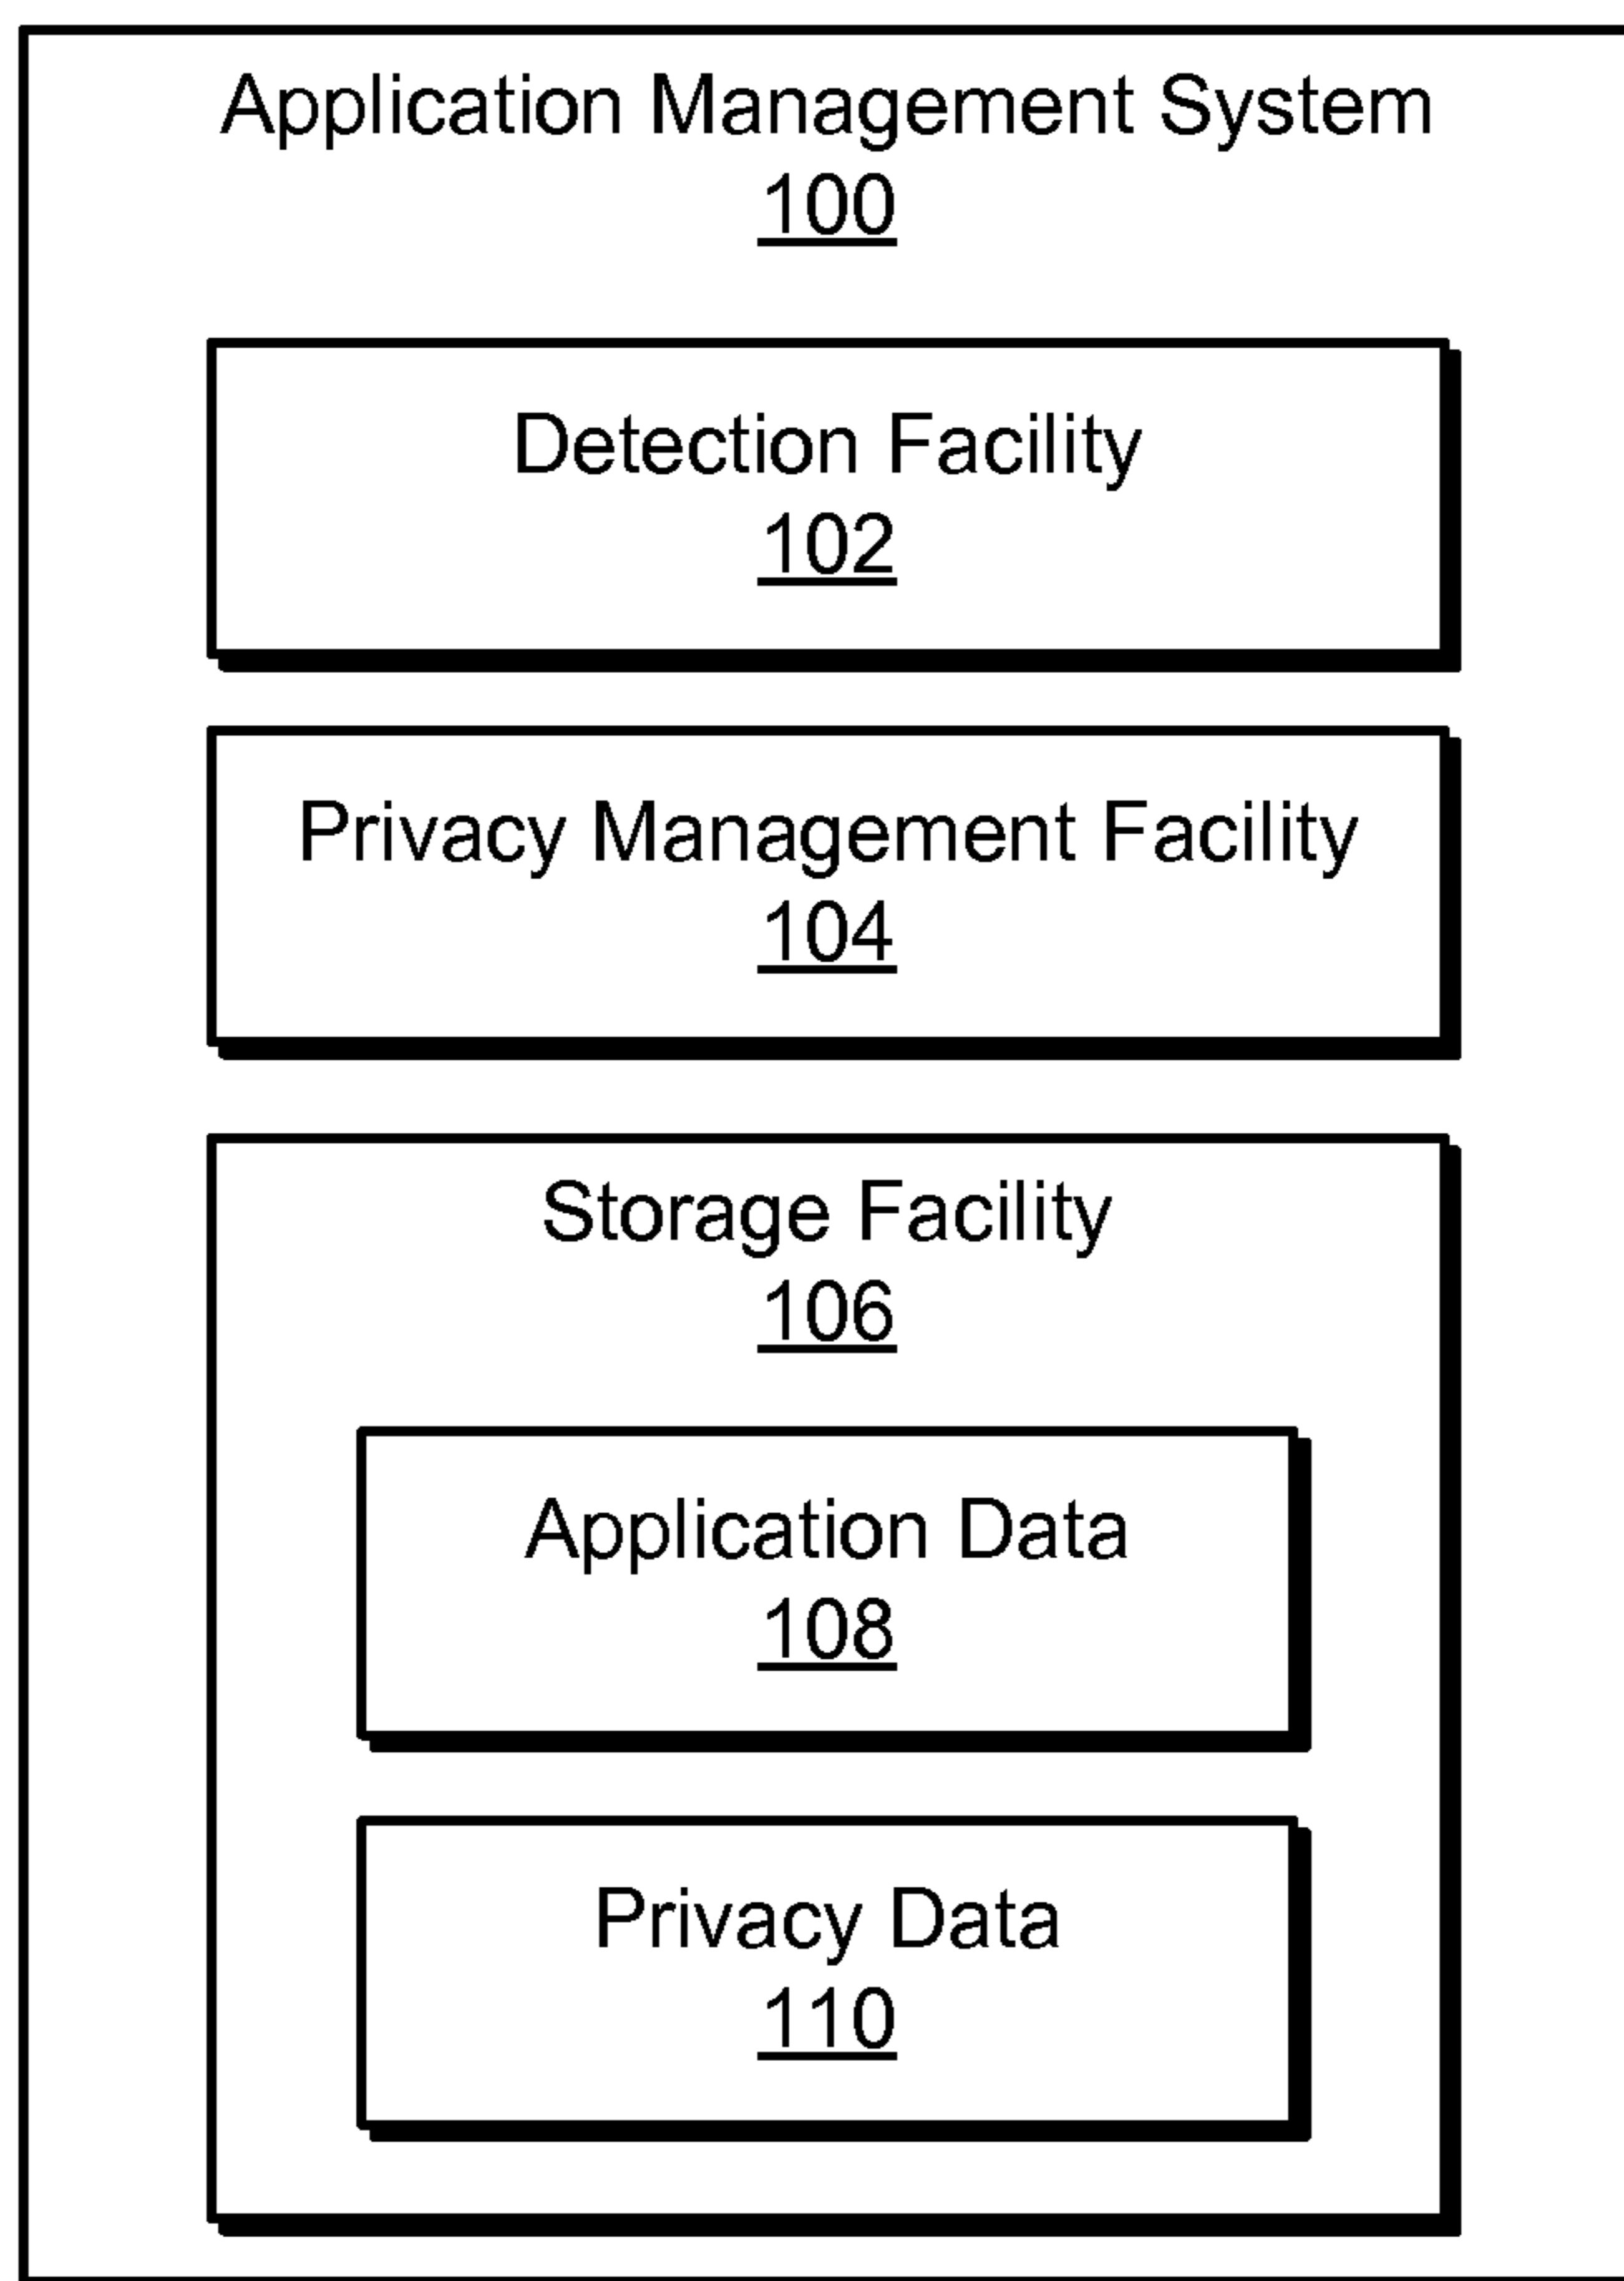 Application Management System
100
Detection Facility
102
Privacy Management Facility
104
Storage Facility
106
Application Data
108
Privacy Data
110